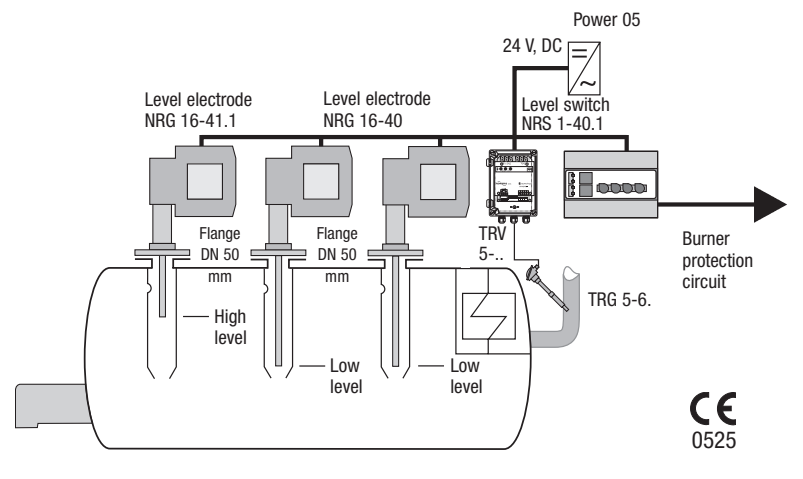 Power 05
24 V, DC
Level electrode
NRG 16-41.1
Level electrode
NRG 16-40
Level switch
NRS 1-40.1
Flange
DN 50
mm
Flange
DN 50
mm
TRV
5-..
Burner
protection
circuit
TRG 5-6.
High
level
Low
level
Low
level
CE
0525